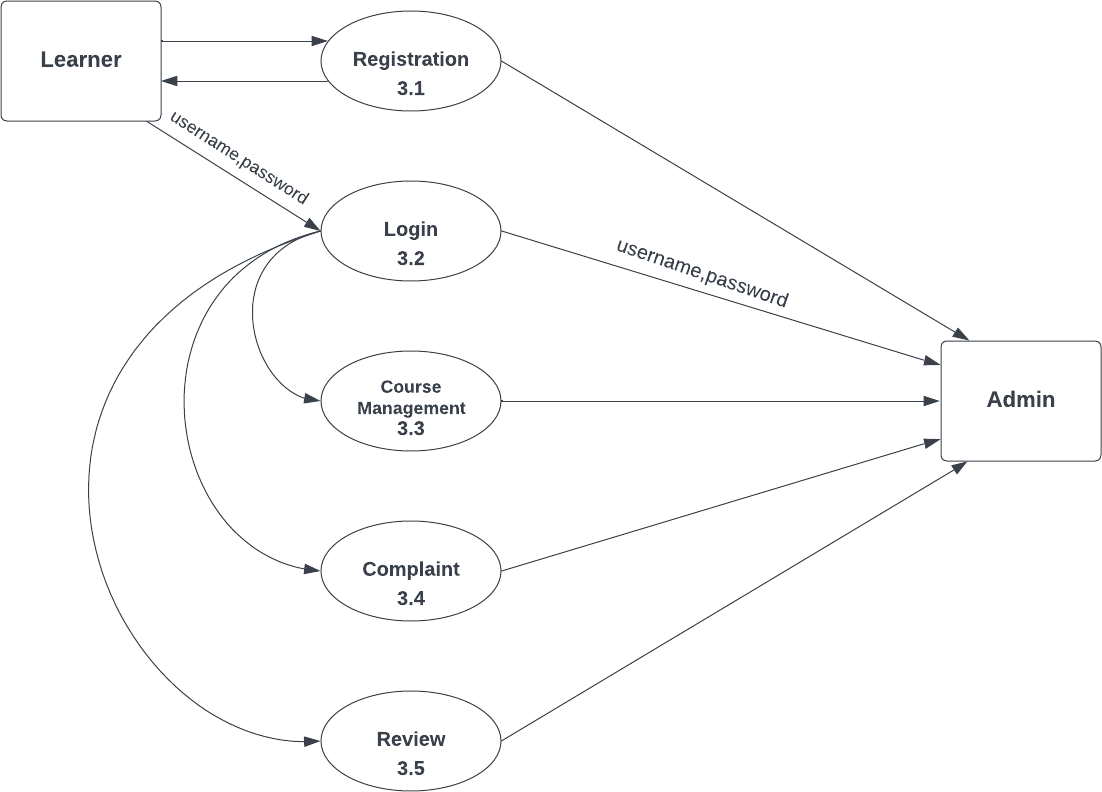 Learner
Registration
3.1
username,password
Login
3.2
username,password
Course
Management
3.3
Admin
Complaint
3.4
Review
3.5